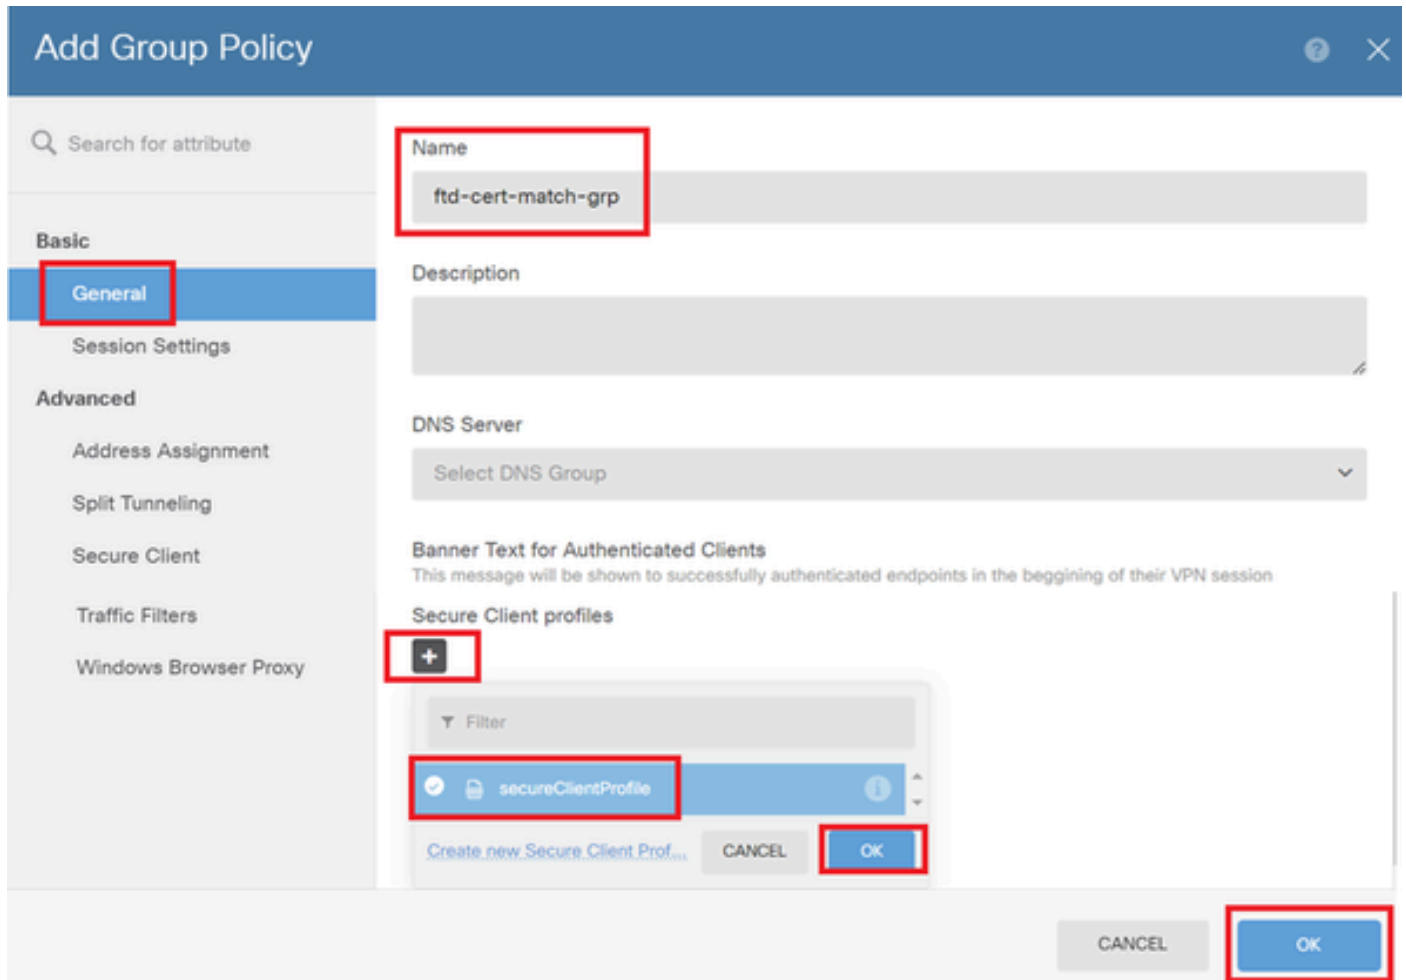 Add Group Policy
Search for attribute
Basic
General
Session Settings
Advanced
Address Assignment
Split Tunneling
Secure Client
Traffic Filters
Windows Browser Proxy
Name
ftd-cert-match-grp
Description
DNS Server
Select DNS Group
Banner Text for Authenticated Clients
This message will be shown to successfully authenticated endpoints in the beggining of their VPN session
Secure Client profiles
Filter
secureClientProfile
Create new Secure Client Prof...
CANCEL
OK
CANCEL
OK